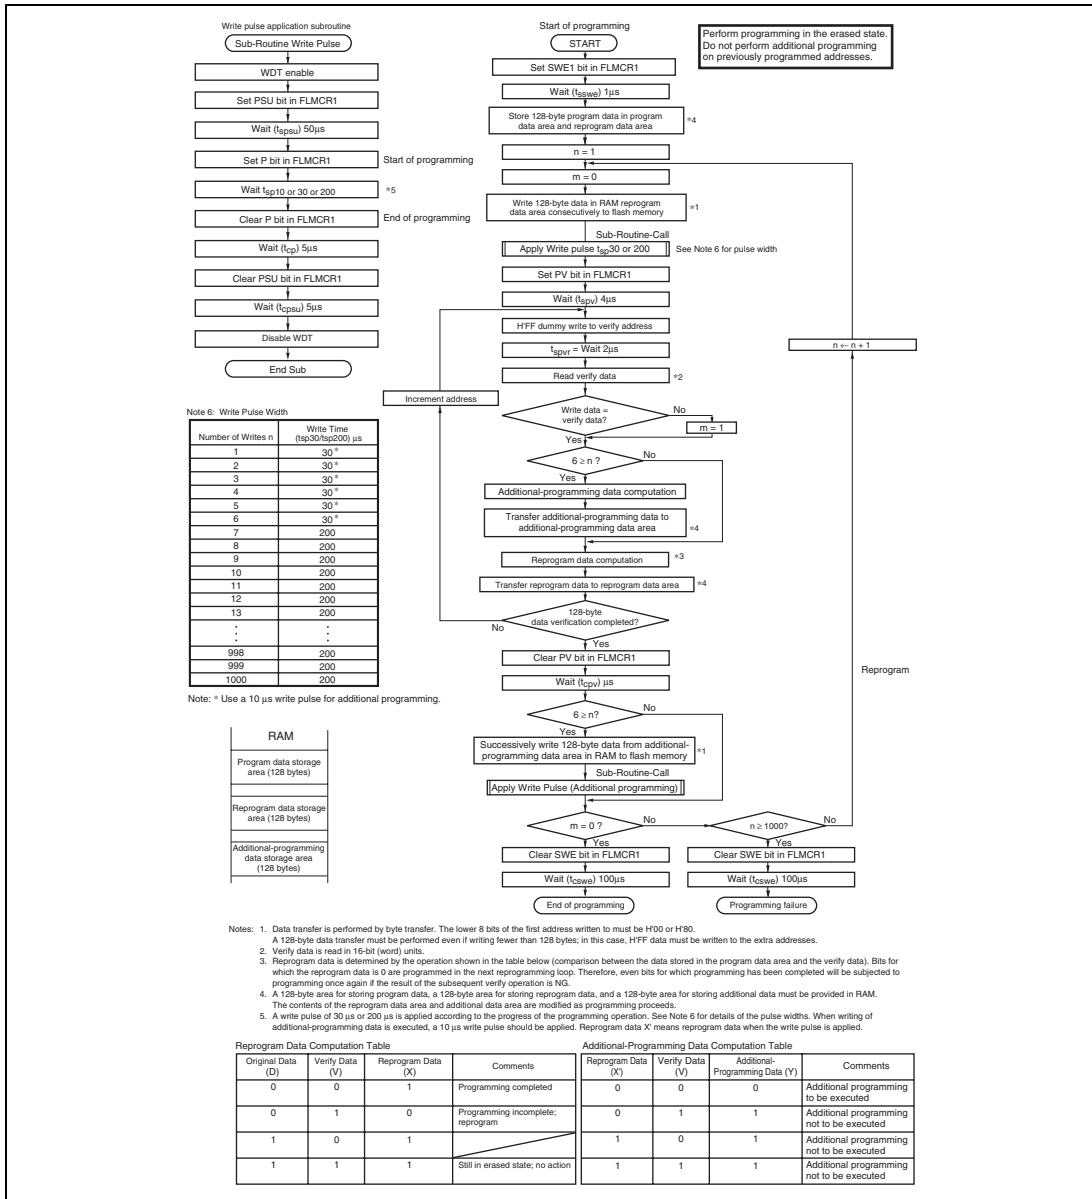 Write pulse application subroutine
Sub-Routine Write Pulse
WDT enable
Set PSU bit in FLMCR1
Wait (tspsu) 50μs
Set P bit in FLMCR1
Start of programming
Wait tsp10 or 30 or 200
*5
Clear P bit in FLMCR1
End of programming
Wait (tcp) 5μs
Clear PSU bit in FLMCR1
Wait (tcpsu) 5μs
Disable WDT
End Sub
Start of programming
START
Perform programming in the erased state.
Do not perform additional programming
on previously programmed addresses.
Set SWE1 bit in FLMCR1
Wait (tsswe) 1μs
Store 128-byte program data in program
data area and reprogram data area
*4
n = 1
m = 0
Write 128-byte data in RAM reprogram
data area consecutively to flash memory
*1
Sub-Routine-Call
Apply Write pulse tsp30 or 200
See Note 6 for pulse width
Set PV bit in FLMCR1
Wait (tspv) 4μs
H'FF dummy write to verify address
tspvr = Wait 2μs
Read verify data
*2
Increment address
n ← n + 1
Write data =
verify data?
No
m = 1
Yes
6 ≥ n ?
No
Yes
Additional-programming data computation
Transfer additional-programming data to
additional-programming data area
*4
Reprogram data computation
*3
Transfer reprogram data to reprogram data area
*4
128-byte
data verification completed?
No
Yes
Clear PV bit in FLMCR1
Reprogram
Wait (tcpv) μs
6 ≥ n?
No
Yes
Successively write 128-byte data from additional-
programming data area in RAM to flash memory
*1
Sub-Routine-Call
Apply Write Pulse (Additional programming)
m = 0 ?
No
n ≥ 1000?
No
Yes
Yes
Clear SWE bit in FLMCR1
Clear SWE bit in FLMCR1
Wait (tcswe) 100μs
Wait (tcswe) 100μs
End of programming
Programming failure
Note 6: Write Pulse Width
Number of Writes n
Write Time
(tsp30/tsp200) μs
1 30*
2 30*
3 30*
4 30*
5 30*
6 30*
7 200
8 200
9 200
10 200
11 200
12 200
13 200
998 200
999 200
1000 200
Note: * Use a 10 μs write pulse for additional programming.
RAM
Program data storage
area (128 bytes)
Reprogram data storage
area (128 bytes)
Additional-programming
data storage area
(128 bytes)
Notes: 1. Data transfer is performed by byte transfer. The lower 8 bits of the first address written to must be H'00 or H'80.
A 128-byte data transfer must be performed even if writing fewer than 128 bytes; in this case, H'FF data must be written to the extra addresses.
2. Verify data is read in 16-bit (word) units.
3. Reprogram data is determined by the operation shown in the table below (comparison between the data stored in the program data area and the verify data). Bits for
which the reprogram data is 0 are programmed in the next reprogramming loop. Therefore, even bits for which programming has been completed will be subjected to
programming once again if the result of the subsequent verify operation is NG.
4. A 128-byte area for storing program data, a 128-byte area for storing reprogram data, and a 128-byte area for storing additional data must be provided in RAM.
The contents of the reprogram data area and additional data area are modified as programming proceeds.
5. A write pulse of 30 μs or 200 μs is applied according to the progress of the programming operation. See Note 6 for details of the pulse widths. When writing of
additional-programming data is executed, a 10 μs write pulse should be applied. Reprogram data X' means reprogram data when the write pulse is applied.
Reprogram Data Computation Table
Original Data (D) Verify Data (V) Reprogram Data (X) Comments
0 0 1 Programming completed
0 1 0 Programming incomplete; reprogram
1 0 1
1 1 1 Still in erased state; no action
Additional-Programming Data Computation Table
Reprogram Data (X') Verify Data (V) Additional-Programming Data (Y) Comments
0 0 0 Additional programming to be executed
0 1 1 Additional programming not to be executed
1 0 1 Additional programming not to be executed
1 1 1 Additional programming not to be executed